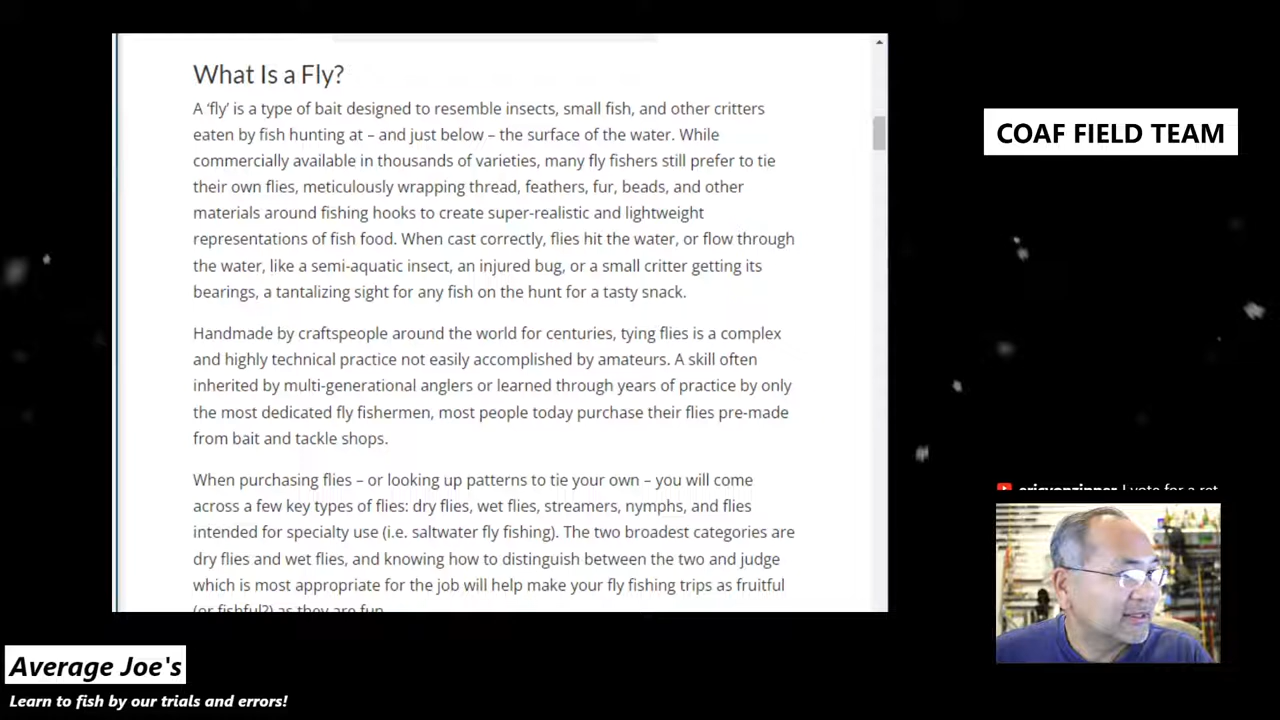 What Is a Fly?
A ‘fly’ is a type of bait designed to resemble insects, small fish, and other critters
eaten by fish hunting at – and just below – the surface of the water. While
commercially available in thousands of varieties, many fly fishers still prefer to tie
their own flies, meticulously wrapping thread, feathers, fur, beads, and other
materials around fishing hooks to create super-realistic and lightweight
representations of fish food. When cast correctly, flies hit the water, or flow through
the water, like a semi-aquatic insect, an injured bug, or a small critter getting its
bearings, a tantalizing sight for any fish on the hunt for a tasty snack.
Handmade by craftspeople around the world for centuries, tying flies is a complex
and highly technical practice not easily accomplished by amateurs. A skill often
inherited by multi-generational anglers or learned through years of practice by only
the most dedicated fly fishermen, most people today purchase their flies pre-made
from bait and tackle shops.
When purchasing flies – or looking up patterns to tie your own – you will come
across a few key types of flies: dry flies, wet flies, streamers, nymphs, and flies
intended for specialty use (i.e. saltwater fly fishing). The two broadest categories are
dry flies and wet flies, and knowing how to distinguish between the two and judge
which is most appropriate for the job will help make your fly fishing trips as fruitful
(or fishful?) as they are fun
COAF FIELD TEAM
I vote for a
Average Joe's
Learn to fish by our trials and errors!